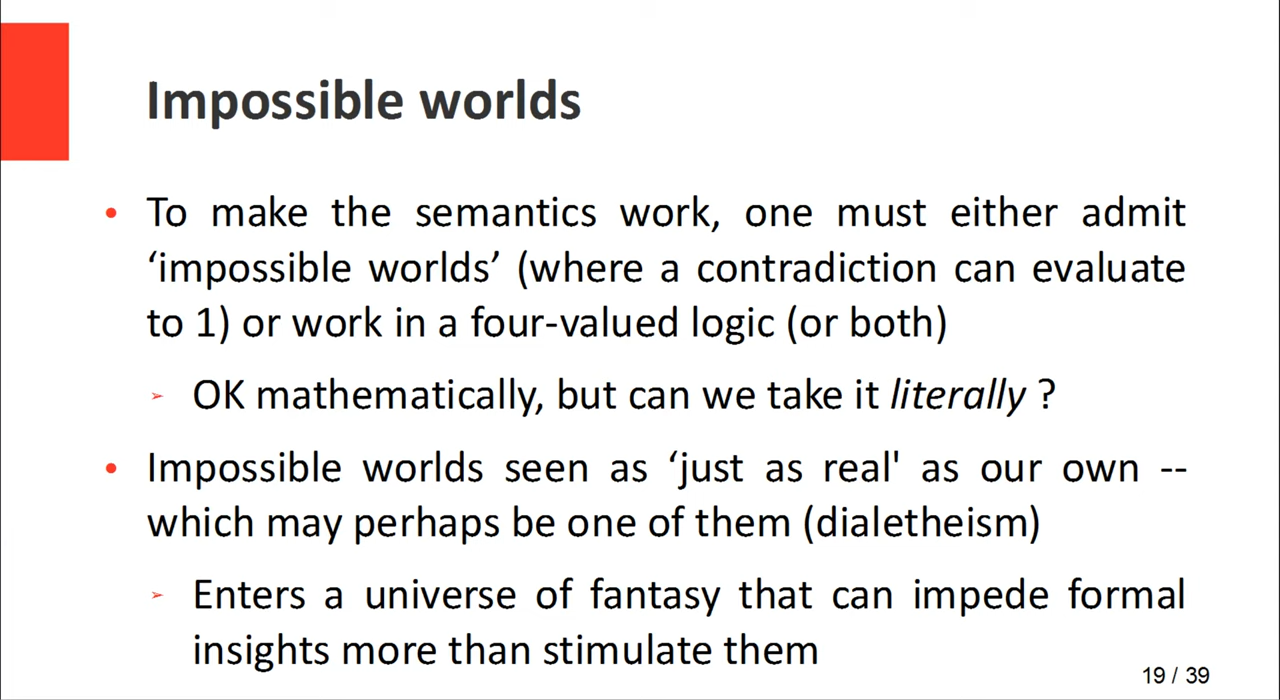 Impossible worlds
• To make the semantics work, one must either admit
‘impossible worlds’ (where a contradiction can evaluate
to 1) or work in a four-valued logic (or both)
➢ OK mathematically, but can we take it literally ?
• Impossible worlds seen as ‘just as real' as our own --
which may perhaps be one of them (dialetheism)
➢ Enters a universe of fantasy that can impede formal
insights more than stimulate them
19 / 39